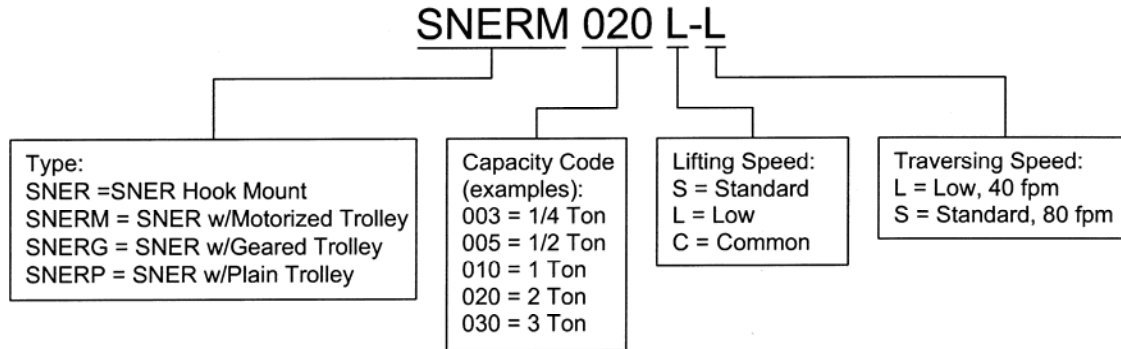 SNERM 020 L-L
Type:
SNER =SNER Hook Mount
SNERM = SNER w/Motorized Trolley
SNERG = SNER w/Geared Trolley
SNERP = SNER w/Plain Trolley
Capacity Code
(examples):
003 = 1/4 Ton
005 = 1/2 Ton
010 = 1 Ton
020 = 2 Ton
030 = 3 Ton
Lifting Speed:
S = Standard
L = Low
C = Common
Traversing Speed:
L = Low, 40 fpm
S = Standard, 80 fpm